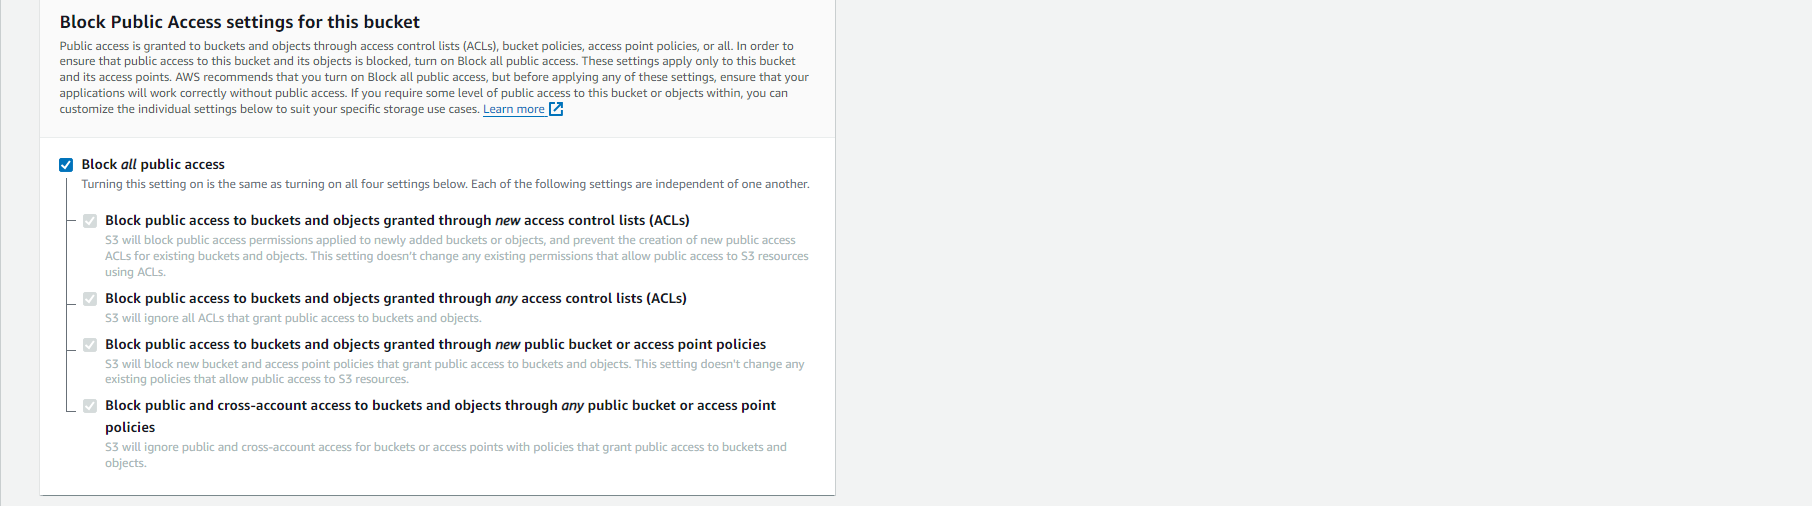 Block Public Access settings for this bucket
Public access is granted to buckets and objects through access control lists (ACLs), bucket policies, access point policies, or all. In order to
ensure that public access to this bucket and its objects is blocked, turn on Block all public access. These settings apply only to this bucket
and its access points. AWS recommends that you turn on Block all public access, but before applying any of these settings, ensure that your
applications will work correctly without public access. If you require some level of public access to this bucket or objects within, you can
customize the individual settings below to suit your specific storage use cases. Learn more
Block all public access
Turning this setting on is the same as turning on all four settings below. Each of the following settings are independent of one another.
Block public access to buckets and objects granted through new access control lists (ACLs)
S3 will block public access permissions applied to newly added buckets or objects, and prevent the creation of new public access
ACLs for existing buckets and objects. This setting doesn't change any existing permissions that allow public access to S3 resources
using ACLs.
Block public access to buckets and objects granted through any access control lists (ACLs)
S3 will ignore all ACLs that grant public access to buckets and objects.
Block public access to buckets and objects granted through new public bucket or access point policies
S3 will block new bucket and access point policies that grant public access to buckets and objects. This setting doesn't change any
existing policies that allow public access to S3 resources.
Block public and cross-account access to buckets and objects through any public bucket or access point
policies
S3 will ignore public and cross-account access for buckets or access points with policies that grant public access to buckets and
objects.